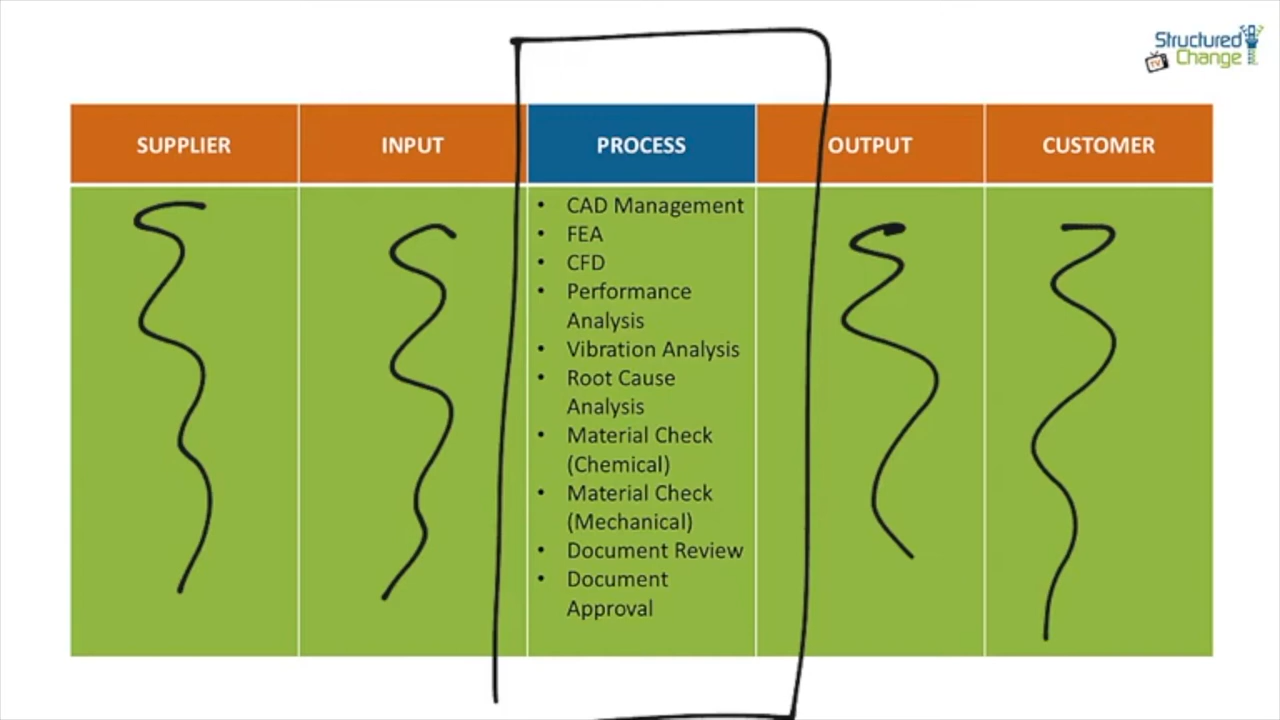 Structured
TV Change
SUPPLIER
INPUT
PROCESS
OUTPUT
CUSTOMER
• CAD Management
• FEA
• CFD
• Performance
Analysis
• Vibration Analysis
• Root Cause
Analysis
• Material Check
(Chemical)
• Material Check
(Mechanical)
• Document Review
• Document
Approval